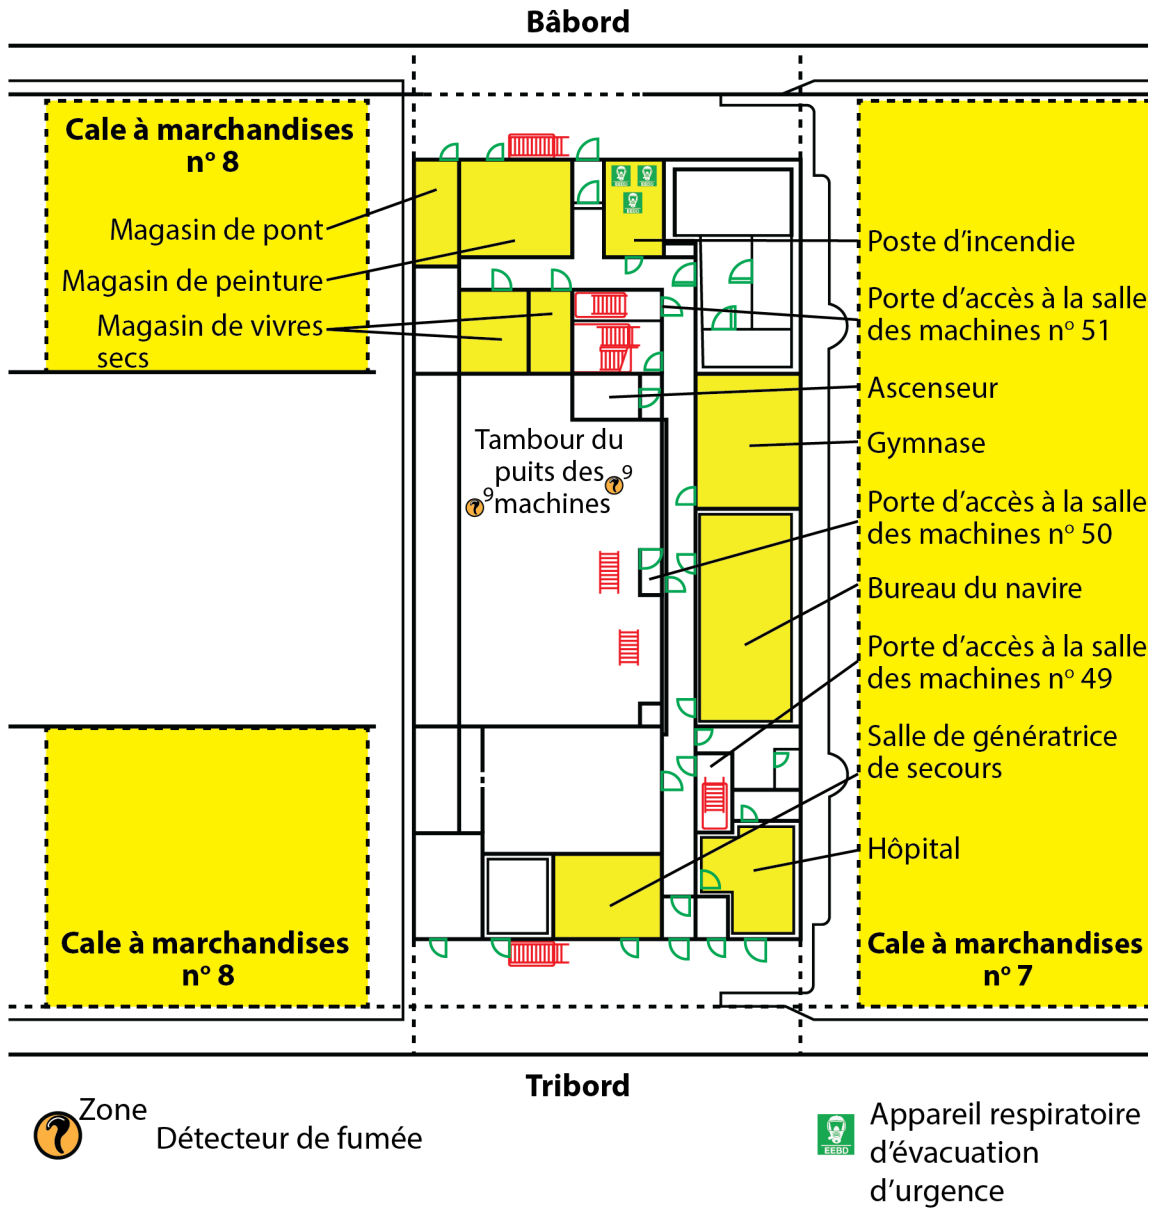 Bâbord
Cale à marchandises
n° 8
Magasin de pont
Magasin de peinture
Magasin de vivres
secs
Poste d'incendie
Porte d'accès à la salle
des machines n° 51
Ascenseur
Gymnase
Tambour du
puits des
machines
9
9
Porte d'accès à la salle
des machines n° 50
Bureau du navire
Porte d'accès à la salle
des machines n° 49
Salle de génératrice
de secours
Hôpital
Cale à marchandises
n° 8
Cale à marchandises
n° 7
Tribord
Zone
Détecteur de fumée
EEBD
EEBD
EEBD
EEBD
Appareil respiratoire
d'évacuation
d'urgence